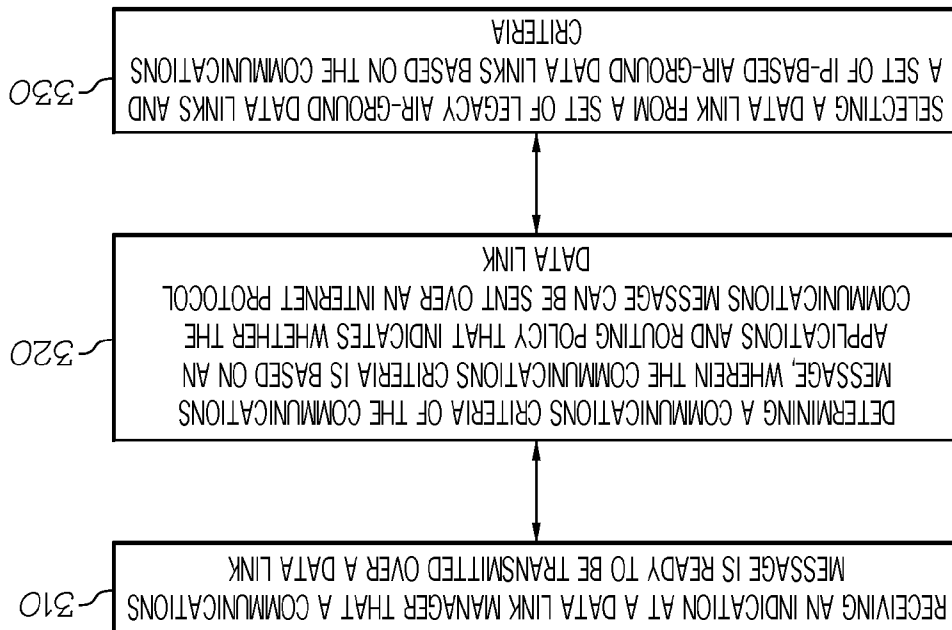 RECEIVING AN INDICATION AT A DATA LINK MANAGER THAT A COMMUNICATIONS
MESSAGE IS READY TO BE TRANSMITTED OVER A DATA LINK
310
DETERMINING A COMMUNICATIONS CRITERIA OF THE COMMUNICATIONS
MESSAGE, WHEREIN THE COMMUNICATIONS CRITERIA IS BASED ON AN
APPLICATIONS AND ROUTING POLICY THAT INDICATES WHETHER THE
COMMUNICATIONS MESSAGE CAN BE SENT OVER AN INTERNET PROTOCOL
DATA LINK
320
SELECTING A DATA LINK FROM A SET OF LEGACY AIR-GROUND DATA LINKS AND
A SET OF IP-BASED AIR-GROUND DATA LINKS BASED ON THE COMMUNICATIONS
CRITERIA
330